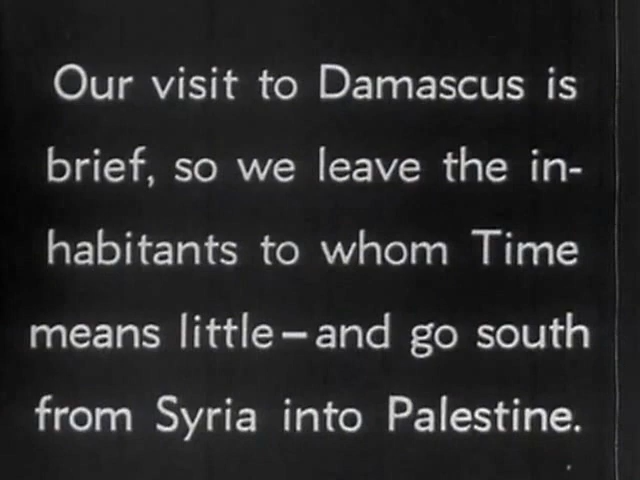 Our visit to Damascus is
brief, so we leave the in-
habitants to whom Time
means little–and go south
from Syria into Palestine.